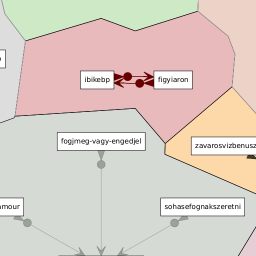 ibikebp
figyiaron
fogjmeg-vagy-engedjel
zavarosvizbenusz
amour
sohasefognakszeretni